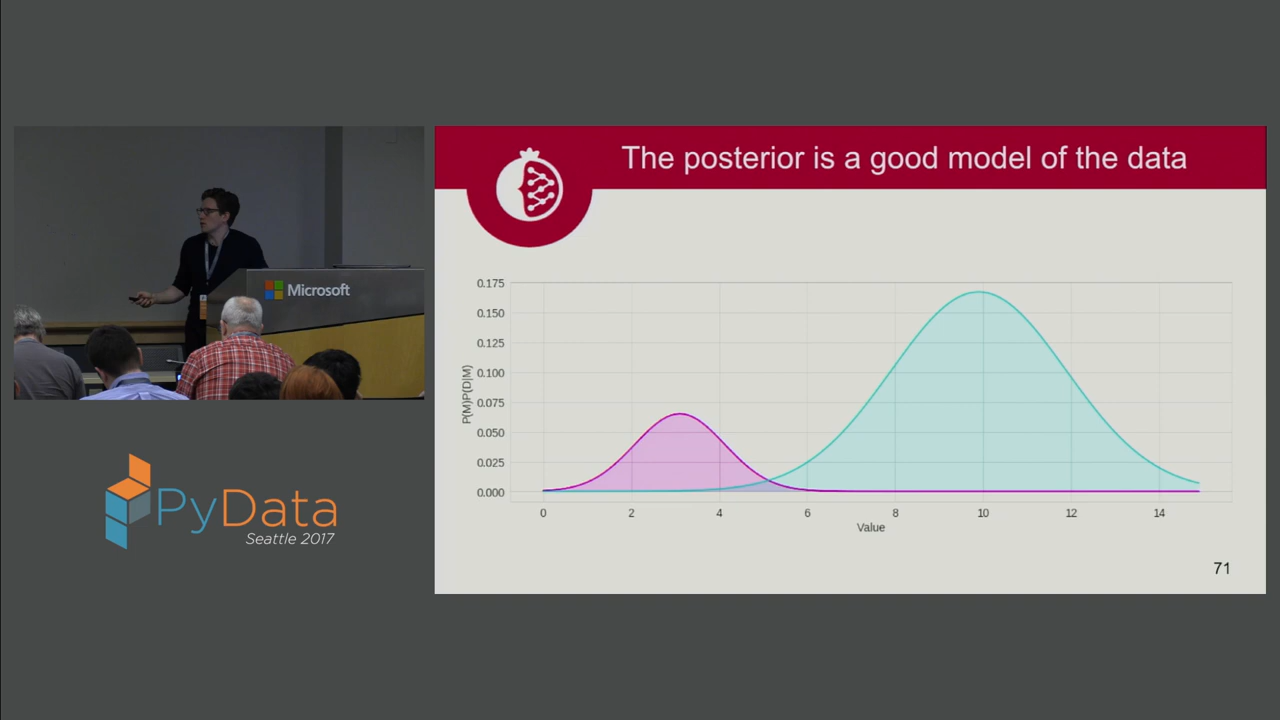 The posterior is a good model of the data
Microsoft
0.175
0.150
0.125
0.100
0.075
0.050
0.025
0.000
P(M)P(D|M)
0 2 4 6 8 10 12 14
Value
71
PyData
Seattle 2017